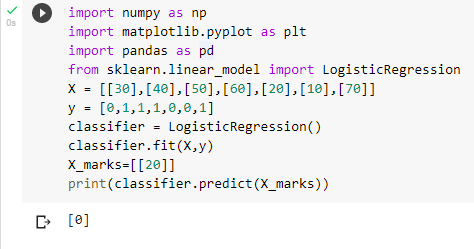 import numpy as np
import matplotlib.pyplot as plt
import pandas as pd
from sklearn.linear_model import LogisticRegression
X = [[30],[40],[50],[60],[20],[10],[70]]
y = [0,1,1,1,0,0,1]
classifier = LogisticRegression()
classifier.fit(X,y)
X_marks=[[20]]
print(classifier.predict(X_marks))
0s
[0]